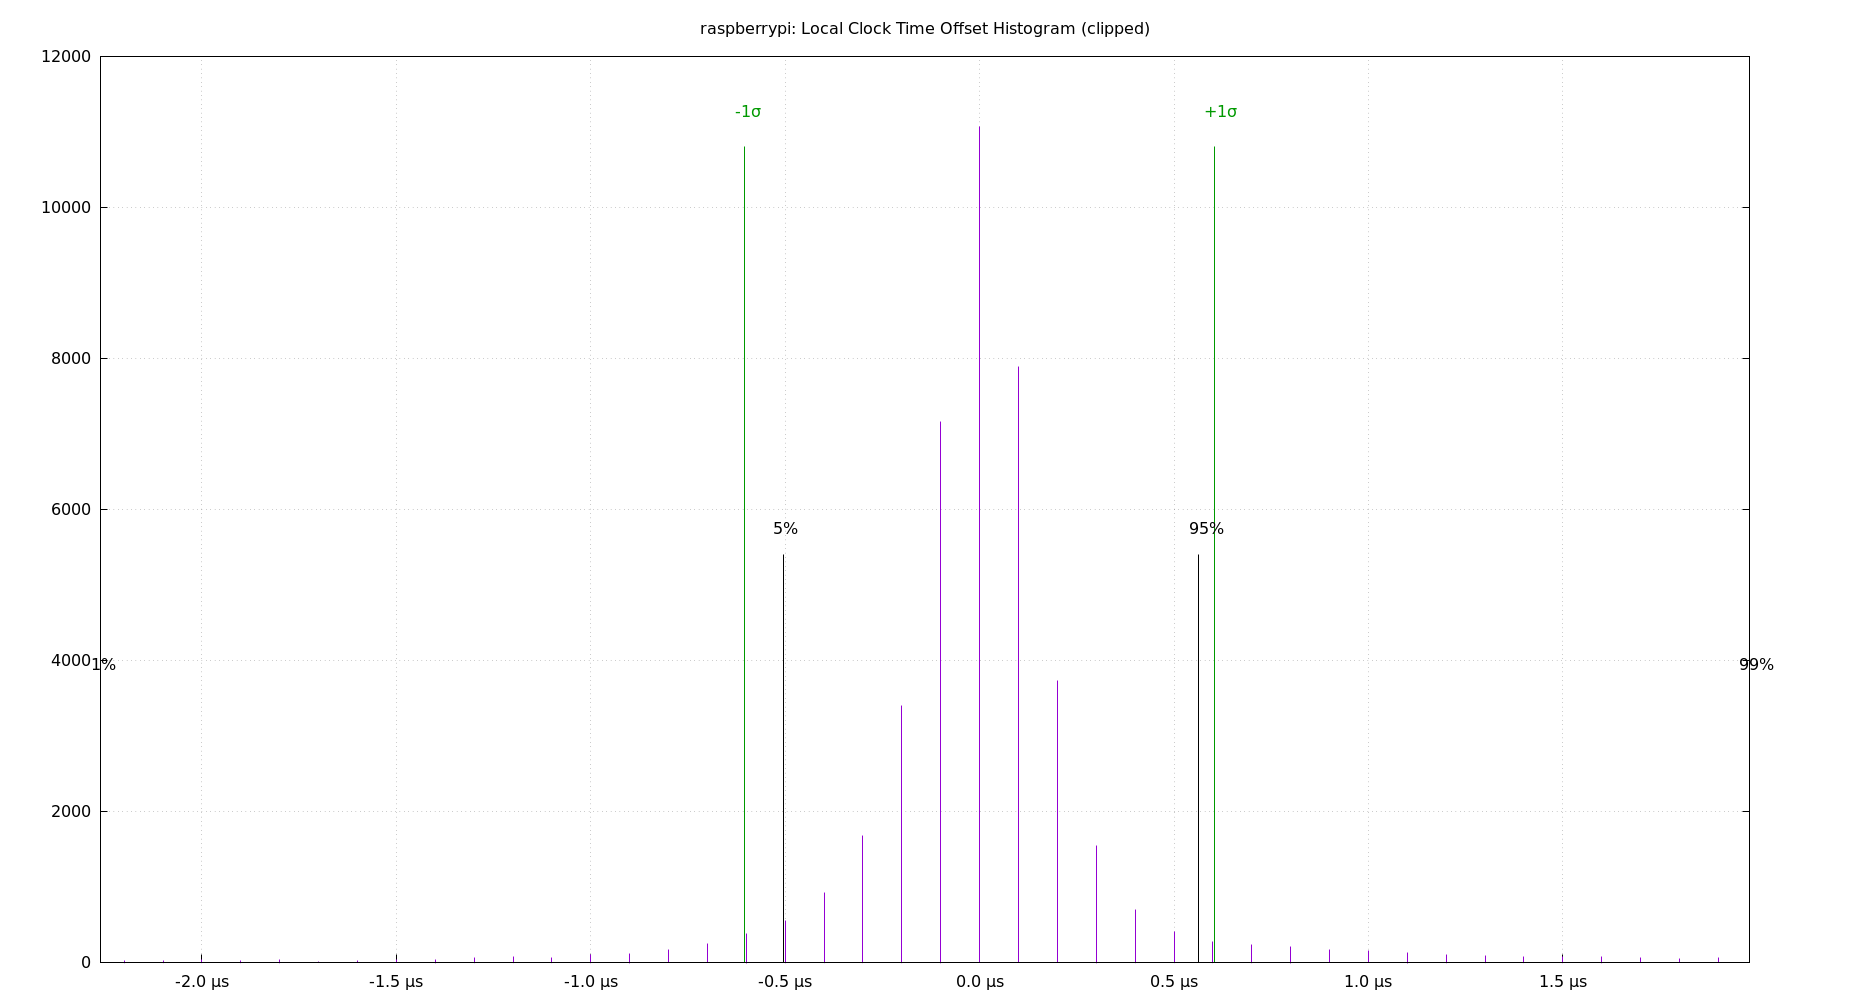 raspberrypi: Local Clock Time Offset Histogram (clipped)
12000
-1σ +1σ
10000
8000
6000
5% 95%
4000 1% 99%
2000
0
-2.0 µs -1.5 µs -1.0 µs -0.5 µs 0.0 µs 0.5 µs 1.0 µs 1.5 µs